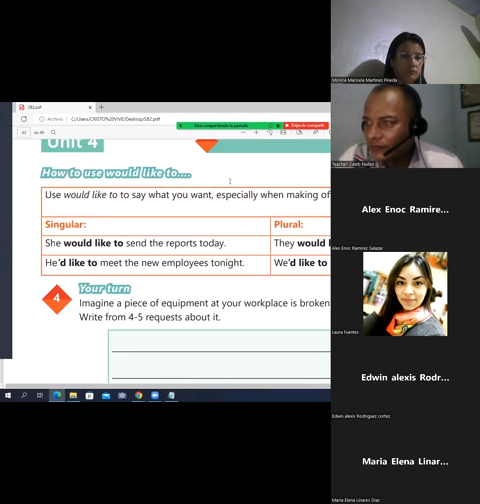 SB2.pdf
Archivo
C:/Users/CRISTO%20VIVE/Desktop/SB2.pdf
Estás compartiendo la pantalla
Dejar de compartir
Unit 4
How to use would like to....
Use would like to to say what you want, especially when making of
Singular:
Plural:
She would like to send the reports today.
They would l
He'd like to meet the new employees tonight.
We'd like to
4
Your turn
Imagine a piece of equipment at your workplace is broken
Write from 4-5 requests about it.
Monica Marisela Martinez Pineda
Teacher: Caleb Nuñez
Alex Enoc Ramire...
Alex Enoc Ramirez Salazar
Laura Fuentes
Edwin alexis Rodr...
Edwin alexis Rodriguez cortez
Maria Elena Linar...
Maria Elena Linares Diaz